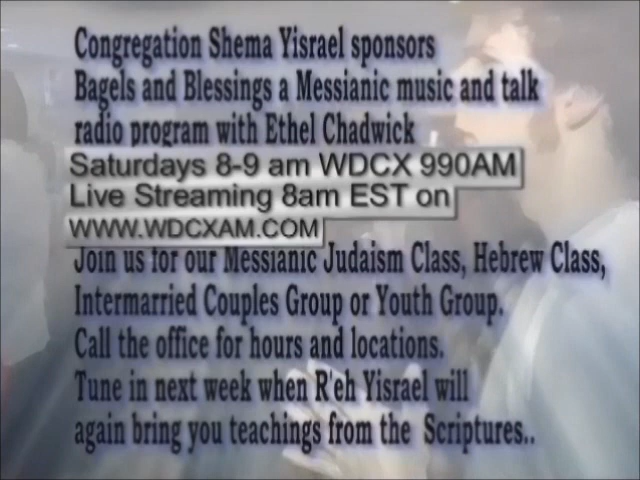 Congregation Shema Yisrael sponsors
Bagels and Blessings a Messianic music and talk
radio program with Ethel Chadwick
Saturdays 8-9 am WDCX 990AM
Live Streaming 8am EST on
WWW.WDCXAM.COM
Join us for our Messianic Judaism Class, Hebrew Class,
Intermarried Couples Group or Youth Group.
Call the office for hours and locations.
Tune in next week when R'eh Yisrael will
again bring you teachings from the Scriptures..